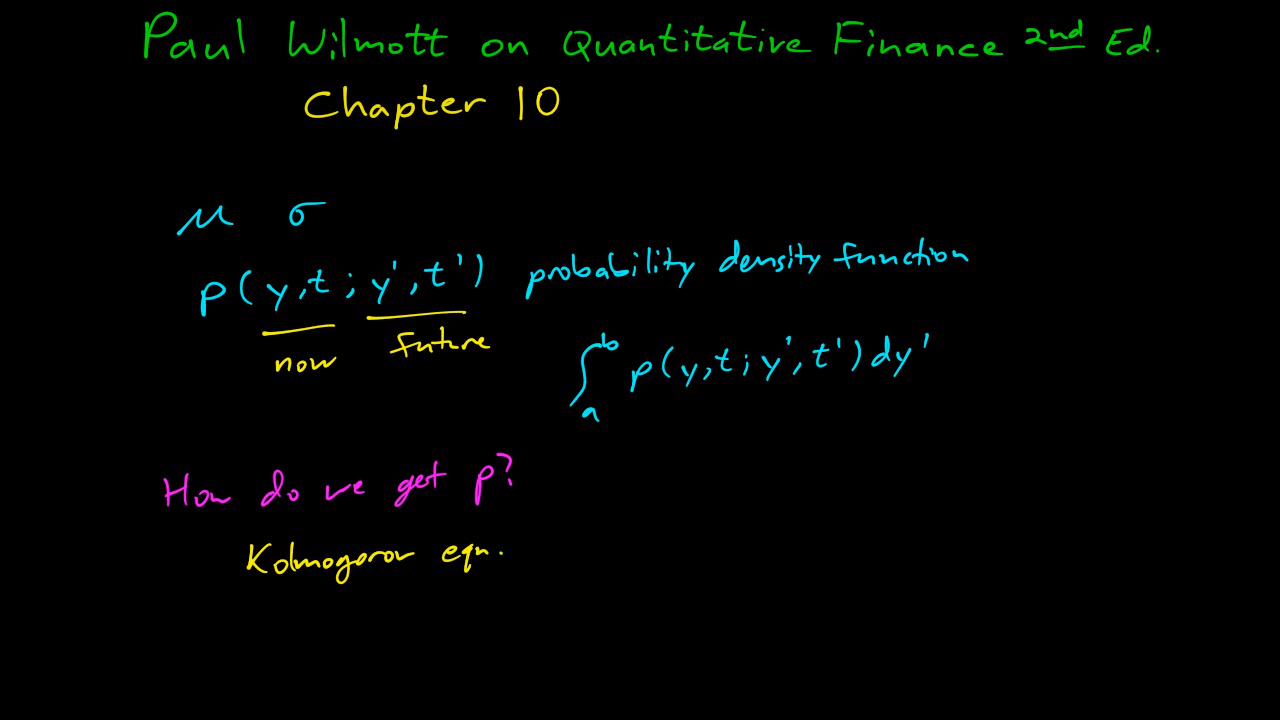 Paul Wilmott on Quantitative Finance 2nd Ed.
Chapter 10
μ σ
p(y,t; y',t') probability density function
now future
∫ₐᵇ p(y,t; y',t')dy'
How do we get p?
Kolmogorov eqn.